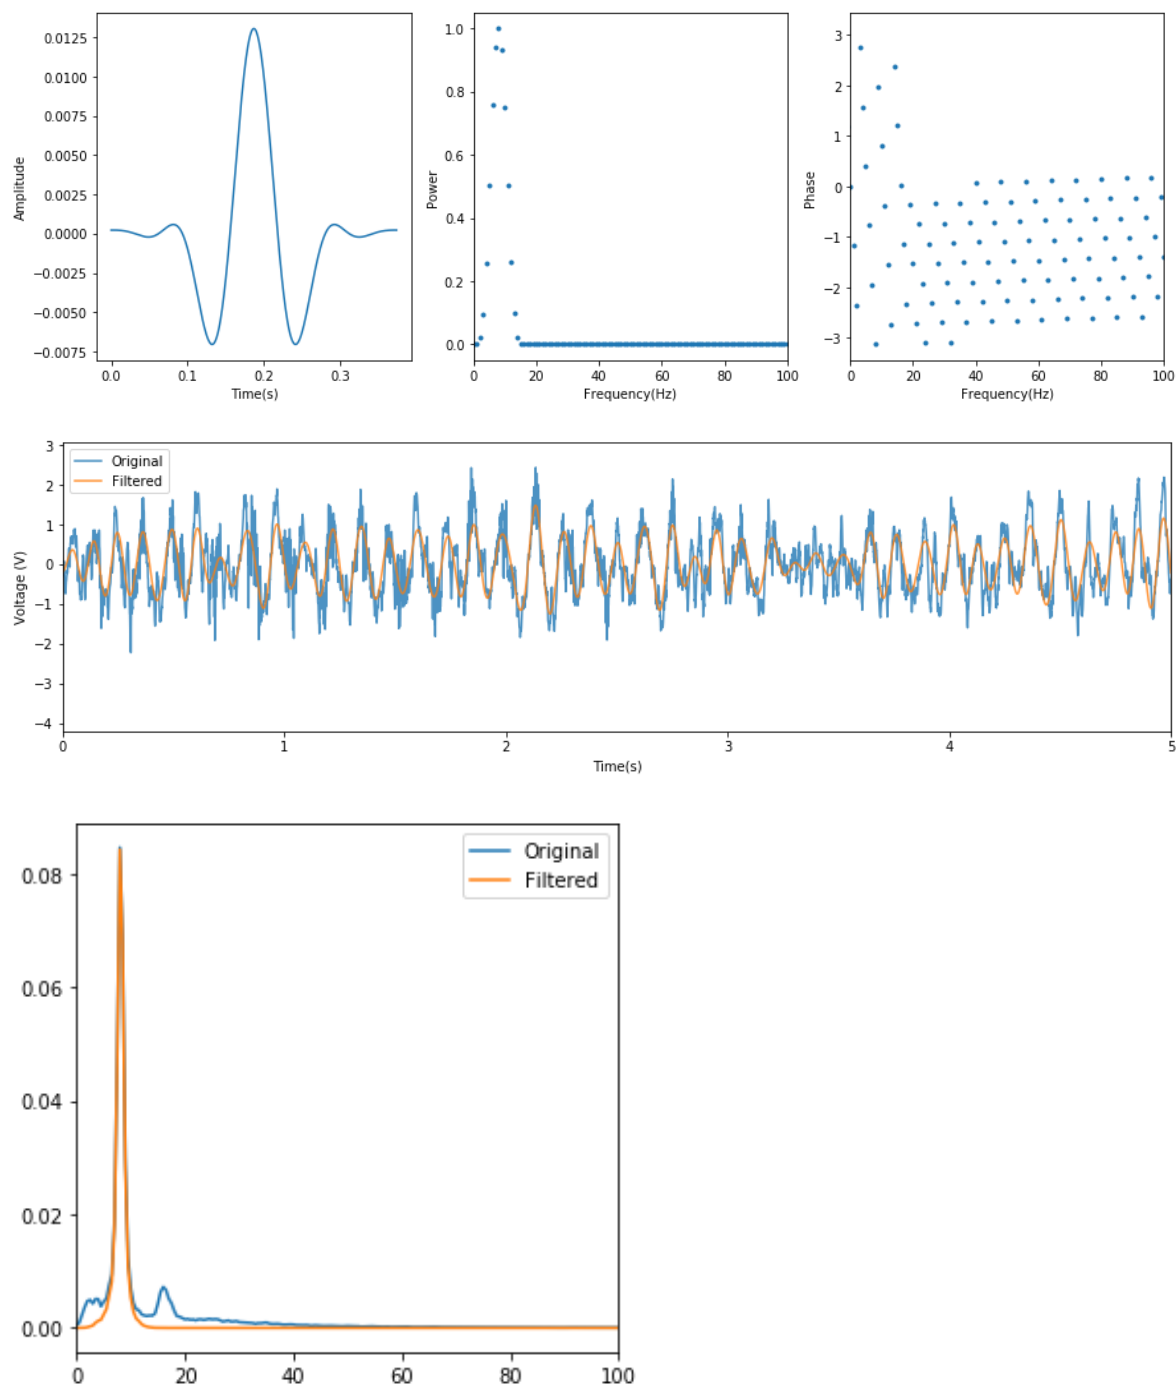 Amplitude
0.0125
0.0100
0.0075
0.0050
0.0025
0.0000
−0.0025
−0.0050
−0.0075
0.0 0.1 0.2 0.3
Time(s)
Power
1.0
0.8
0.6
0.4
0.2
0.0
0 20 40 60 80 100
Frequency(Hz)
Phase
3
2
1
0
−1
−2
−3
0 20 40 60 80 100
Frequency(Hz)
Original
Filtered
Voltage (V)
3
2
1
0
−1
−2
−3
−4
0 1 2 3 4 5
Time(s)
Original
Filtered
0.08
0.06
0.04
0.02
0.00
0 20 40 60 80 100